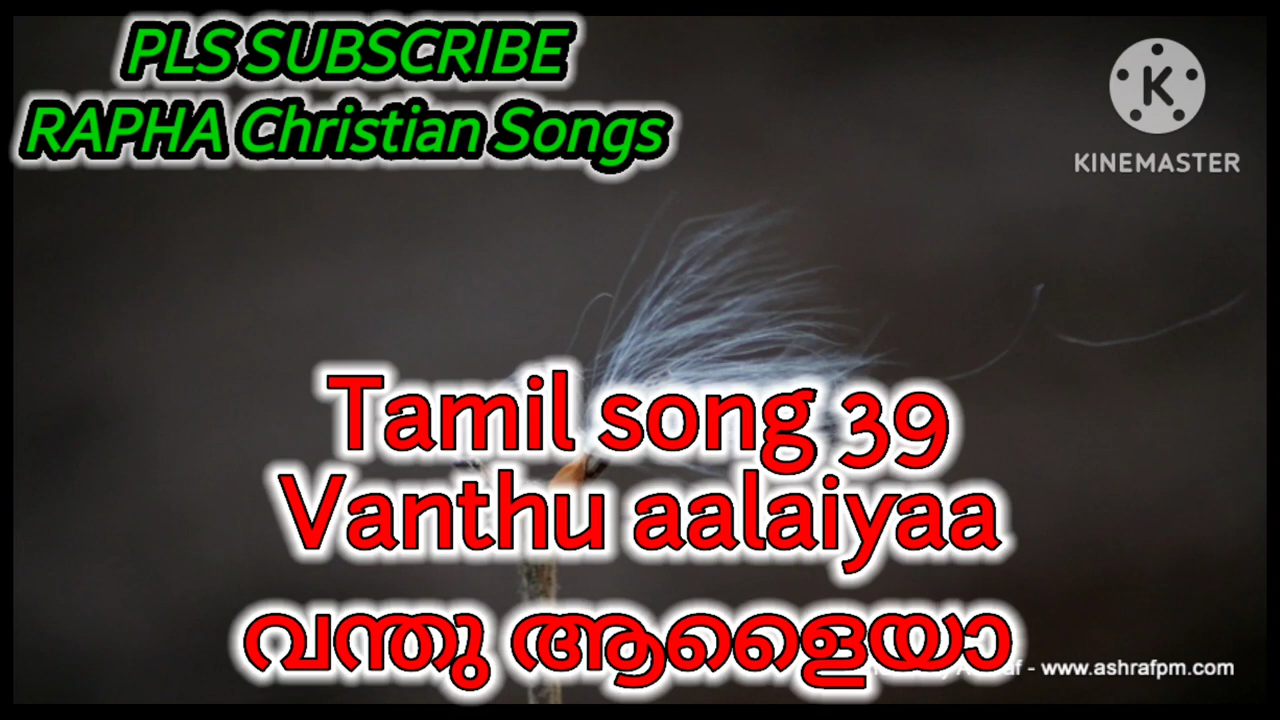 PLS SUBSCRIBE
RAPHA Christian Songs
K
KINEMASTER
Tamil song 39
Vanthu aalaiyaa
വന്തു ആളൈയാ
- www.ashrafpm.com